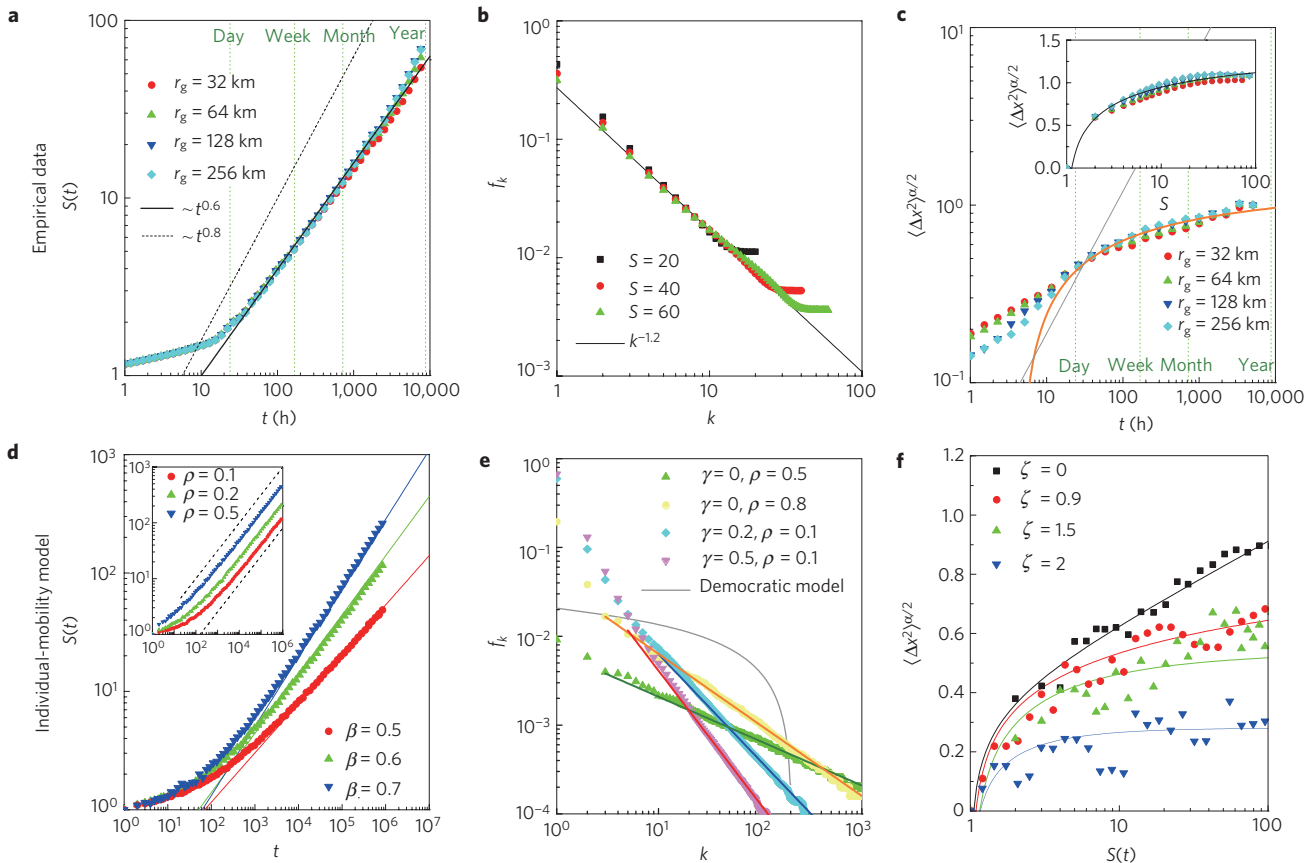 a
Empirical data
S(t)
100
10
1
1
10
100
1,000
10,000
t (h)
Day
Week
Month
Year
r_g = 32 km
r_g = 64 km
r_g = 128 km
r_g = 256 km
~t^0.6
~t^0.8
b
f_k
10^0
10^−1
10^−2
10^−3
1
10
100
k
S = 20
S = 40
S = 60
k^−1.2
c
⟨Δx²⟩^α/2
10^1
10^0
10^−1
1
10
100
1,000
10,000
t (h)
Day
Week
Month
Year
r_g = 32 km
r_g = 64 km
r_g = 128 km
r_g = 256 km
⟨Δx²⟩^α/2
1.5
1.0
0.5
0.0
1
10
100
S
d
Individual-mobility model
S(t)
10^3
10^2
10^1
10^0
10^0
10^1
10^2
10^3
10^4
10^5
10^6
10^7
t
β = 0.5
β = 0.6
β = 0.7
10^3
10^2
10^1
10^0
10^0
10^2
10^4
10^6
ρ = 0.1
ρ = 0.2
ρ = 0.5
e
f_k
10^0
10^−1
10^−2
10^−3
10^−4
10^0
10^1
10^2
10^3
k
γ = 0, ρ = 0.5
γ = 0, ρ = 0.8
γ = 0.2, ρ = 0.1
γ = 0.5, ρ = 0.1
Democratic model
f
⟨Δx²⟩^α/2
1.2
1.0
0.8
0.6
0.4
0.2
0
1
10
100
S(t)
ζ = 0
ζ = 0.9
ζ = 1.5
ζ = 2